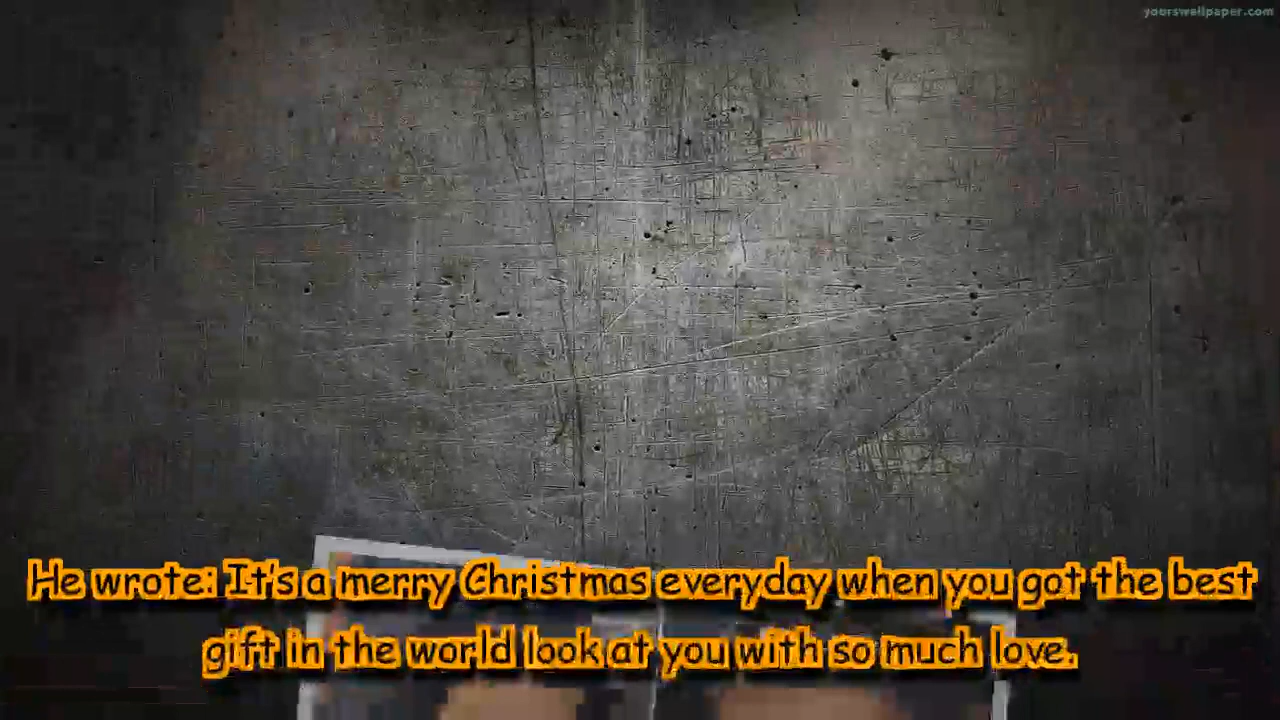 yourswallpaper.com
He wrote: It's a merry Christmas everyday when you got the best
gift in the world look at you with so much love.